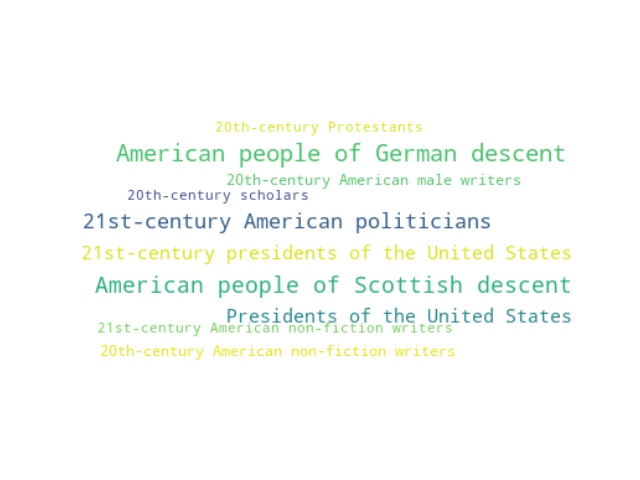 20th-century Protestants
American people of German descent
20th-century American male writers
20th-century scholars
21st-century American politicians
21st-century presidents of the United States
American people of Scottish descent
Presidents of the United States
21st-century American non-fiction writers
20th-century American non-fiction writers